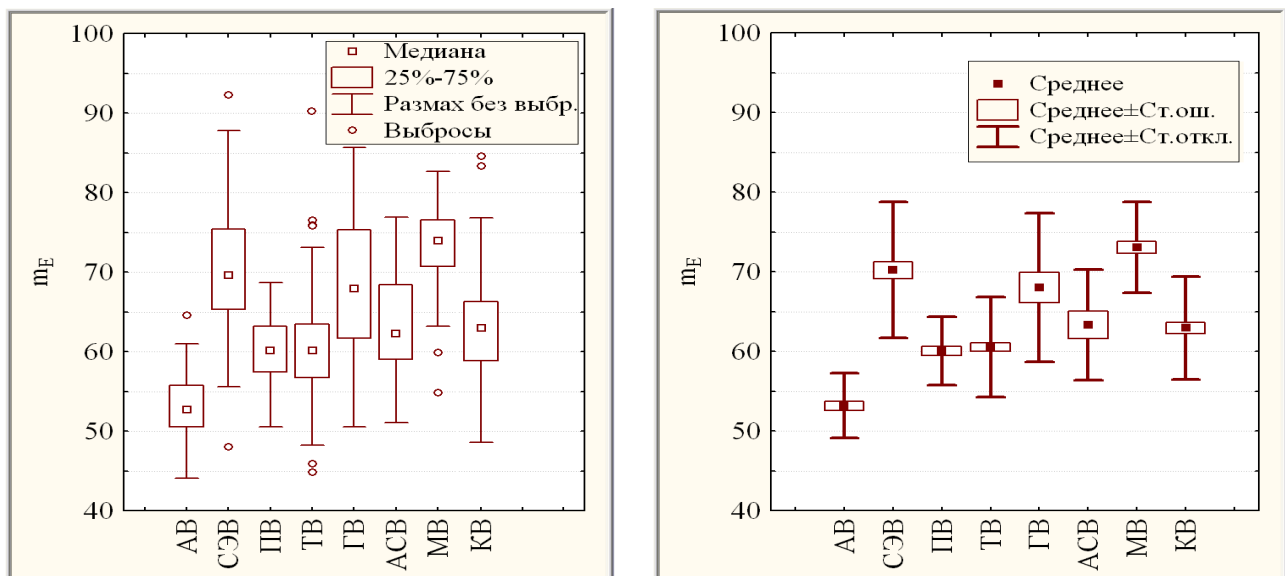 100
90
80
70
60
50
40
mE
Медиана
25%-75%
Размах без выбр.
Выбросы
АВ
СЭВ
ПВ
ТВ
ГВ
АСВ
МВ
КВ
100
90
80
70
60
50
40
mE
Среднее
Среднее±Ст.ош.
Среднее±Ст.откл.
АВ
СЭВ
ПВ
ТВ
ГВ
АСВ
МВ
КВ